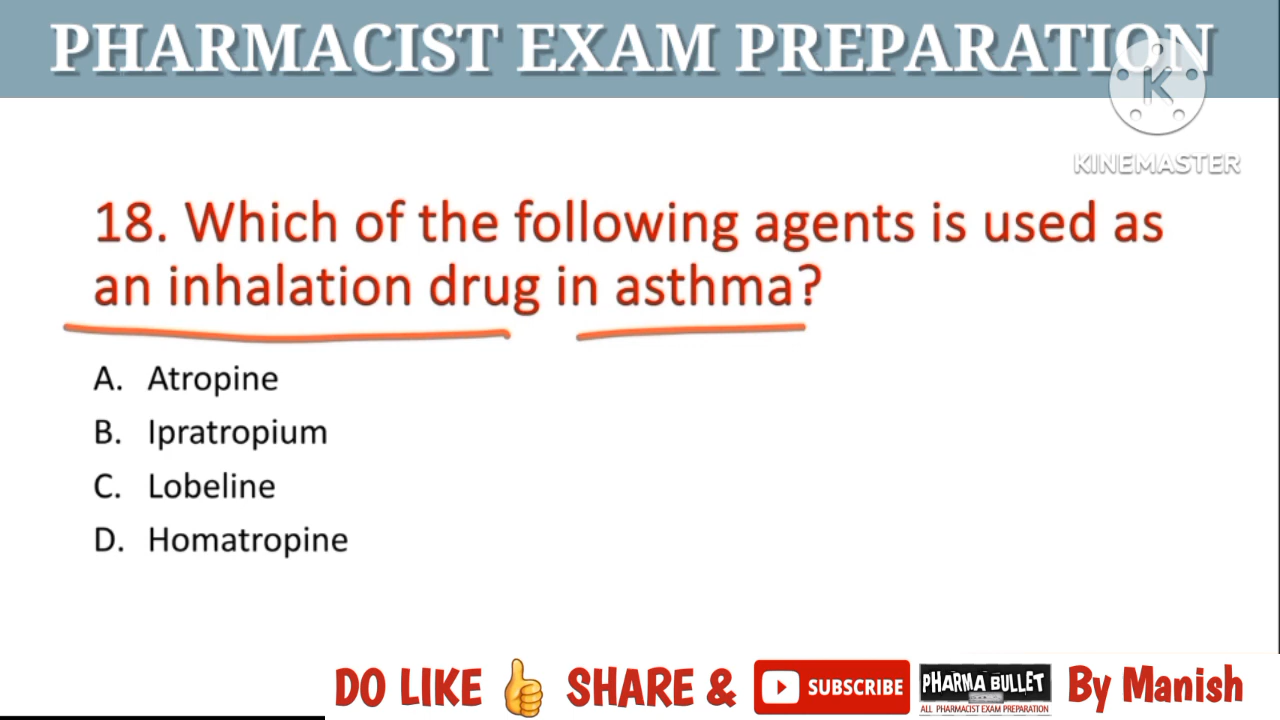 PHARMACIST EXAM PREPARATION
K
KINEMASTER
18. Which of the following agents is used as
an inhalation drug in asthma?
A. Atropine
B. Ipratropium
C. Lobeline
D. Homatropine
DO LIKE SHARE & SUBSCRIBE PHARMA BULLET By Manish
ALL PHARMACIST EXAM PREPARATION